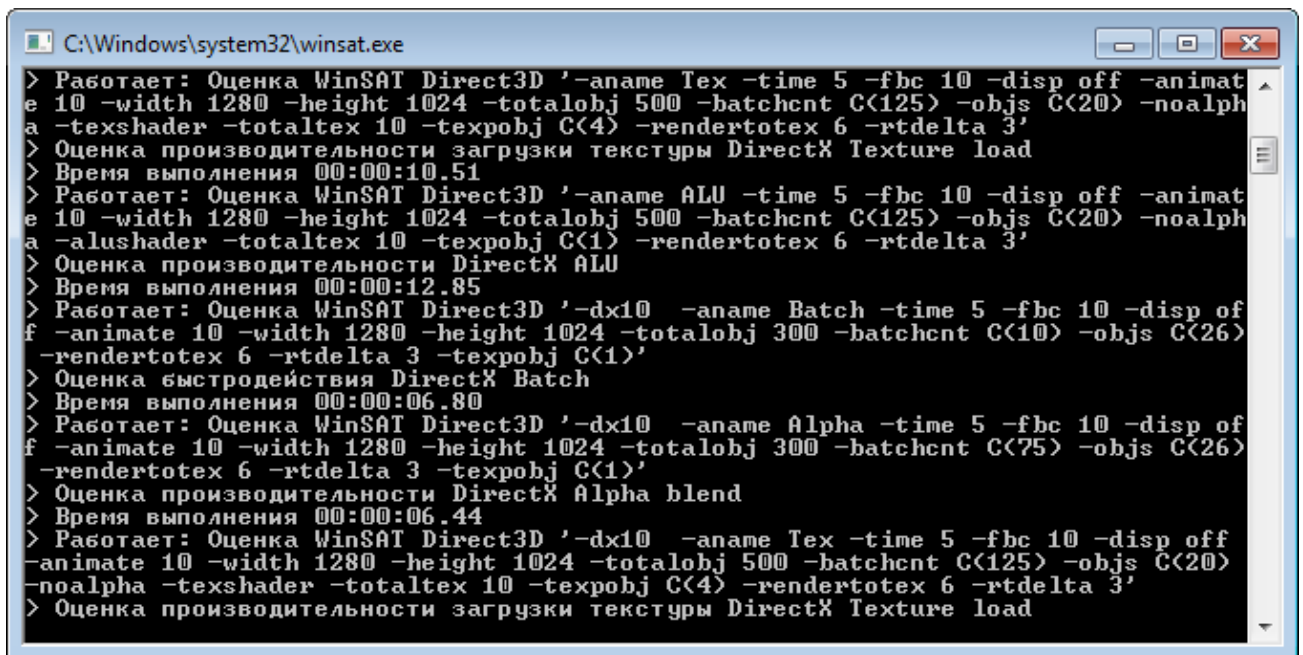 C:\Windows\system32\winsat.exe
> Работает: Оценка WinSAT Direct3D '-aname Tex -time 5 -fbc 10 -disp off -animat
e 10 -width 1280 -height 1024 -totalobj 500 -batchcnt C(125) -objs C(20) -noalph
a -texshader -totaltex 10 -texpobj C(4) -rendertotex 6 -rtdelta 3'
> Оценка производительности загрузки текстуры DirectX Texture load
> Время выполнения 00:00:10.51
> Работает: Оценка WinSAT Direct3D '-aname ALU -time 5 -fbc 10 -disp off -animat
e 10 -width 1280 -height 1024 -totalobj 500 -batchcnt C(125) -objs C(20) -noalph
a -alushader -totaltex 10 -texpobj C(1) -rendertotex 6 -rtdelta 3'
> Оценка производительности DirectX ALU
> Время выполнения 00:00:12.85
> Работает: Оценка WinSAT Direct3D '-dx10  -aname Batch -time 5 -fbc 10 -disp of
f -animate 10 -width 1280 -height 1024 -totalobj 300 -batchcnt C(10) -objs C(26)
 -rendertotex 6 -rtdelta 3 -texpobj C(1)'
> Оценка быстродействия DirectX Batch
> Время выполнения 00:00:06.80
> Работает: Оценка WinSAT Direct3D '-dx10  -aname Alpha -time 5 -fbc 10 -disp of
f -animate 10 -width 1280 -height 1024 -totalobj 300 -batchcnt C(75) -objs C(26)
 -rendertotex 6 -rtdelta 3 -texpobj C(1)'
> Оценка производительности DirectX Alpha blend
> Время выполнения 00:00:06.44
> Работает: Оценка WinSAT Direct3D '-dx10  -aname Tex -time 5 -fbc 10 -disp off
-animate 10 -width 1280 -height 1024 -totalobj 500 -batchcnt C(125) -objs C(20)
-noalpha -texshader -totaltex 10 -texpobj C(4) -rendertotex 6 -rtdelta 3'
> Оценка производительности загрузки текстуры DirectX Texture load